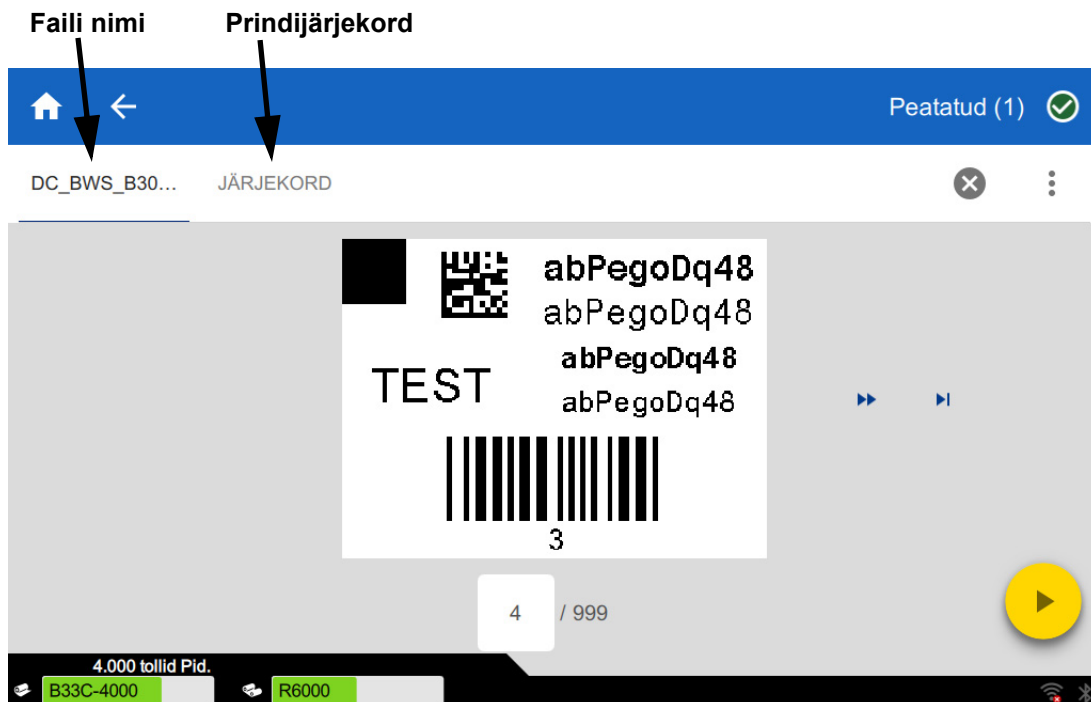 Faili nimi Prindijärjekord
Peatatud (1)
DC_BWS_B30... JÄRJEKORD
abPegoDq48
abPegoDq48
abPegoDq48
TEST
abPegoDq48
3
4 / 999
4.000 tollid Pid.
B33C-4000 R6000